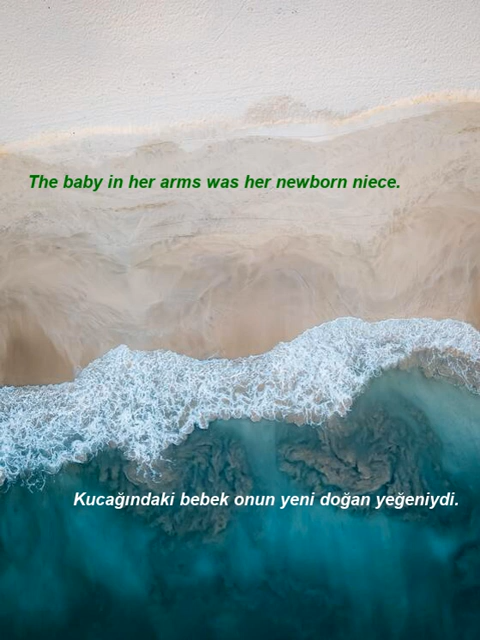 The baby in her arms was her newborn niece.
Kucağındaki bebek onun yeni doğan yeğeniydi.